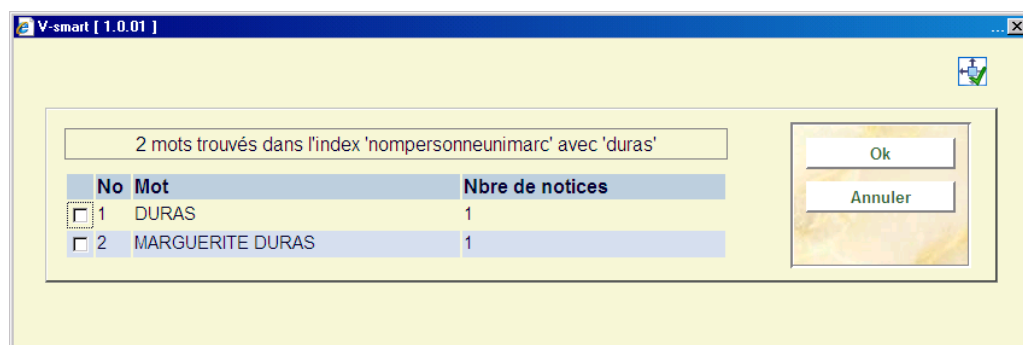 V-smart [ 1.0.01 ] ...
2 mots trouvés dans l'index 'nompersonneunimarc' avec 'duras'
Ok
Annuler
No Mot Nbre de notices
1 DURAS 1
2 MARGUERITE DURAS 1